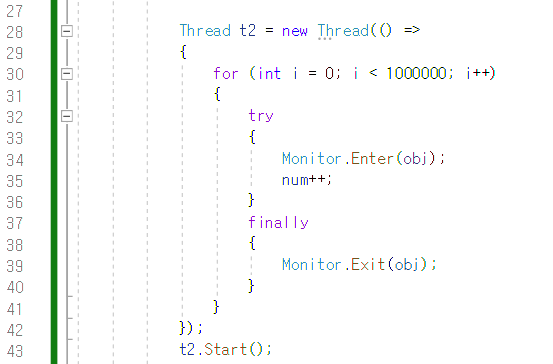 27
28 Thread t2 = new Thread(() =>
29 {
30 for (int i = 0; i < 1000000; i++)
31 {
32 try
33 {
34 Monitor.Enter(obj);
35 num++;
36 }
37 finally
38 {
39 Monitor.Exit(obj);
40 }
41 }
42 });
43 t2.Start();